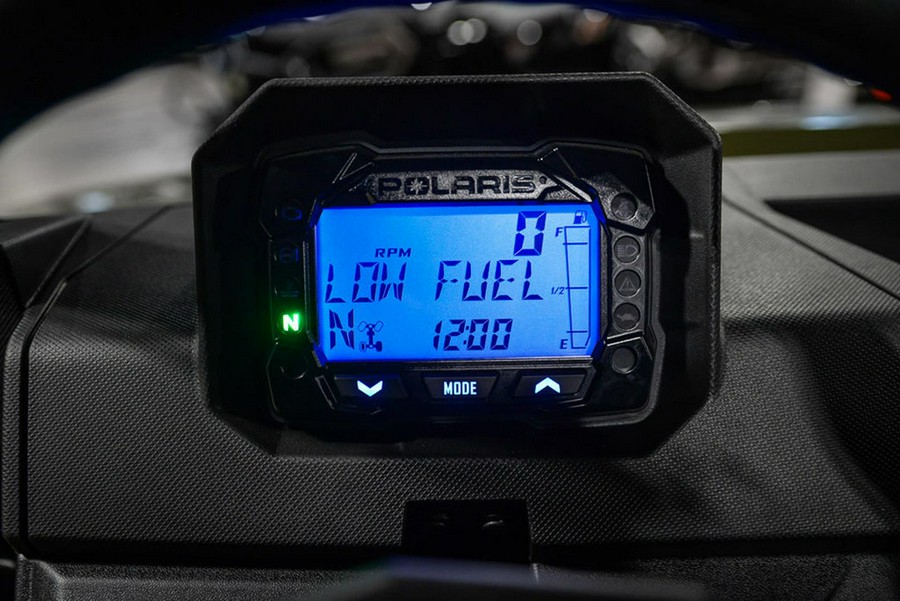 POLARIS
0
F
RPM
LOW FUEL
1/2
N
N
12:00
E
MODE